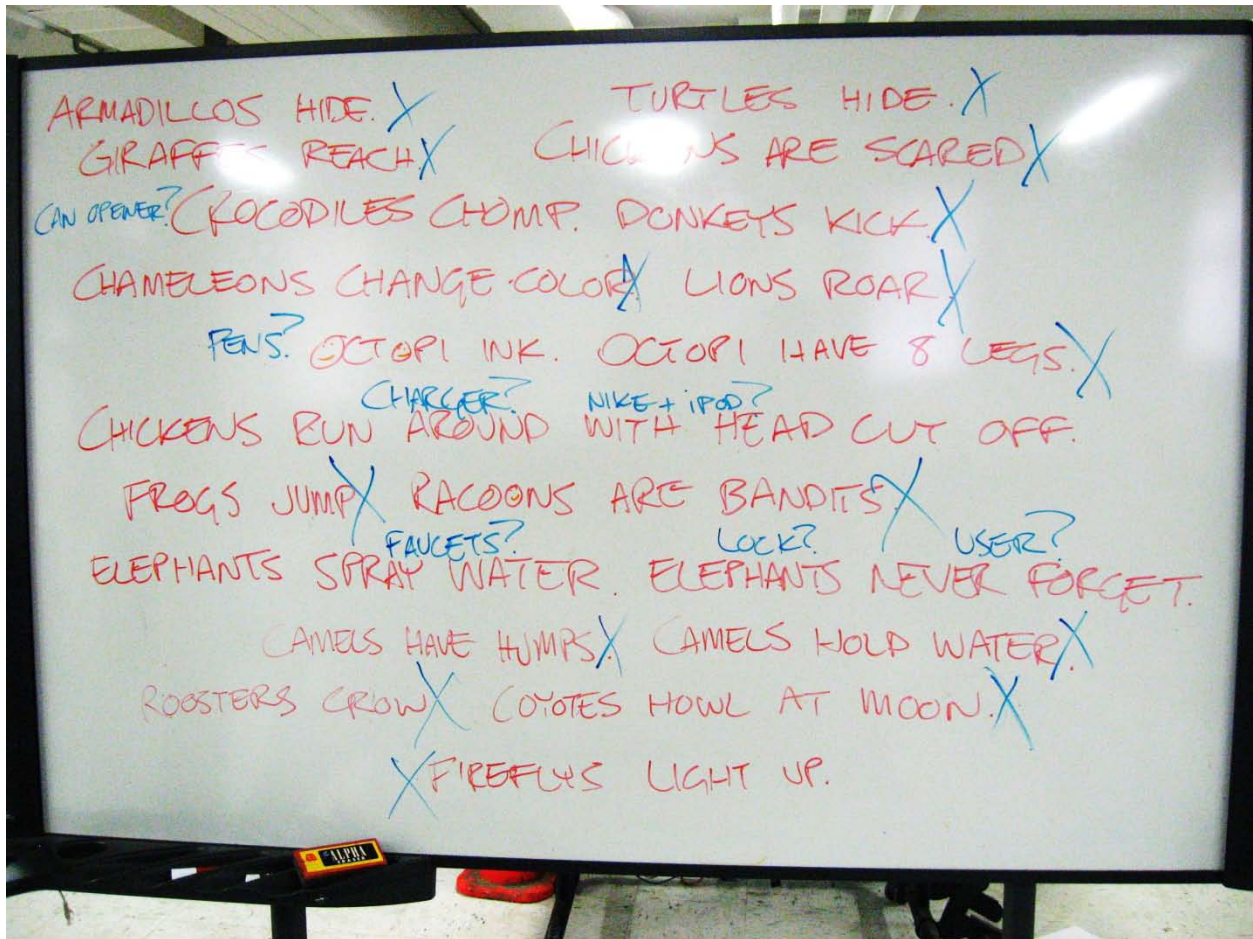 ARMADILLOS HIDE. X TURTLES HIDE. X
GIRAFFES REACH. X CHICKENS ARE SCARED X
CAN OPENER? CROCODILES CHOMP. DONKEYS KICK. X
CHAMELEONS CHANGE COLOR. X LIONS ROAR X
PENS? OCTOPI INK. OCTOPI HAVE 8 LEGS. X
CHARGER? NIKE + iPOD?
CHICKENS RUN AROUND WITH HEAD CUT OFF.
FROGS JUMP X RACOONS ARE BANDITS. X
FAUCETS? LOCK? USER?
ELEPHANTS SPRAY WATER. ELEPHANTS NEVER FORGET.
CAMELS HAVE HUMPS. X CAMELS HOLD WATER. X
ROOSTERS CROW X COYOTES HOWL AT MOON. X
X FIREFLYS LIGHT UP.
ALPHA